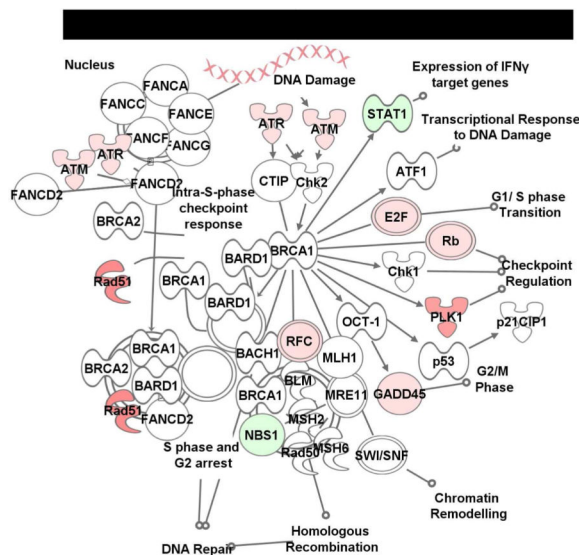 Nucleus
DNA Damage
Expression of IFNγ
target genes
FANCA
FANCC
FANCE
FANCF
FANCG
ATR
ATM
ATR
ATM
STAT1
Transcriptional Response
to DNA Damage
FANCD2
FANCD2
CTIP
Chk2
ATF1
Intra-S-phase
checkpoint
response
BRCA2
E2F
G1/ S phase
Transition
BARD1
BRCA1
Rb
Rad51
BRCA1
Chk1
Checkpoint
Regulation
BARD1
PLK1
p21CIP1
OCT-1
BRCA1
BACH1
RFC
MLH1
p53
BRCA2
BARD1
BLM
BRCA1
MRE11
GADD45
G2/M
Phase
Rad51
FANCD2
MSH2
NBS1
Rad50
MSH6
SWI/SNF
S phase and
G2 arrest
Chromatin
Remodelling
DNA Repair
Homologous
Recombination